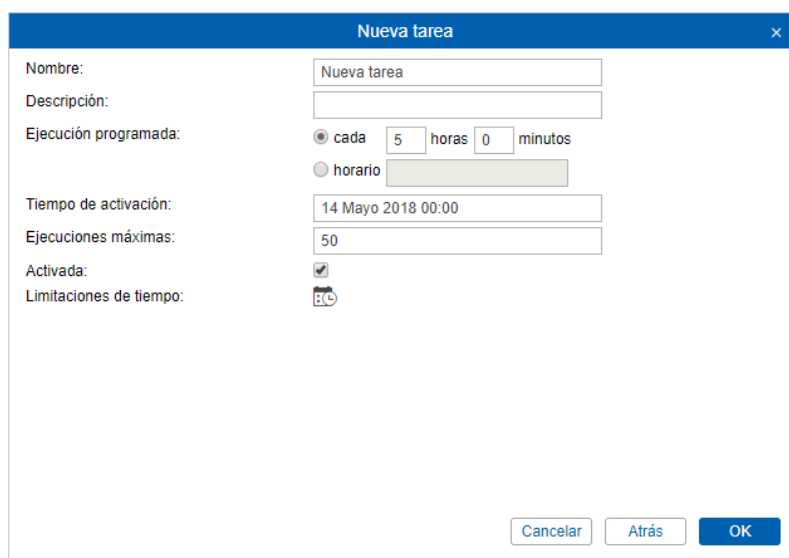 Nueva tarea ×
Nombre: Nueva tarea
Descripción:
Ejecución programada: cada 5 horas 0 minutos
horario
Tiempo de activación: 14 Mayo 2018 00:00
Ejecuciones máximas: 50
Activada:
Limitaciones de tiempo:
Cancelar Atrás OK